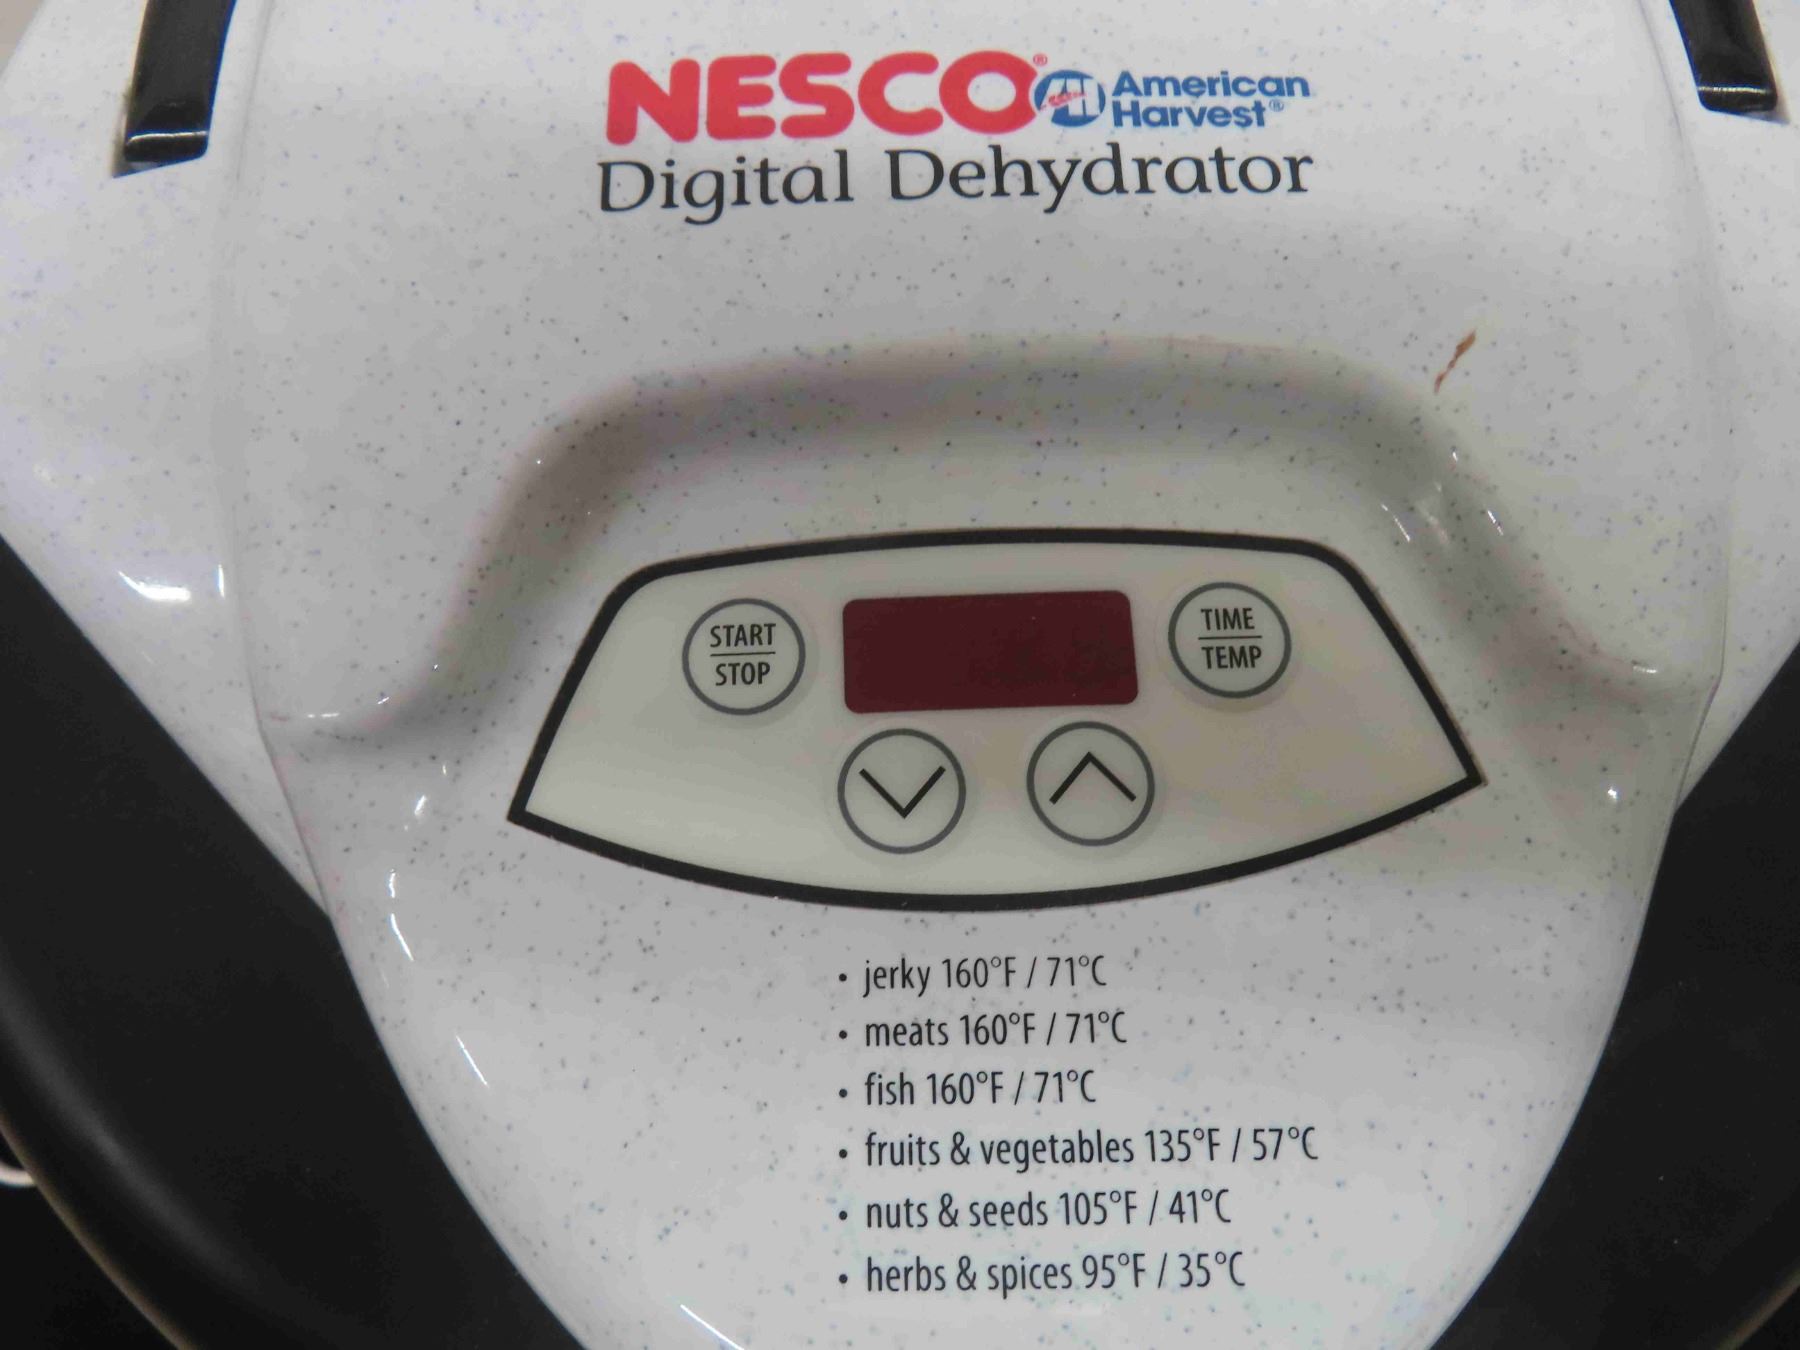 NESCO® American
Harvest®
Digital Dehydrator
START
STOP
TIME
TEMP
• jerky 160°F / 71°C
• meats 160°F / 71°C
• fish 160°F / 71°C
• fruits & vegetables 135°F / 57°C
• nuts & seeds 105°F / 41°C
• herbs & spices 95°F / 35°C